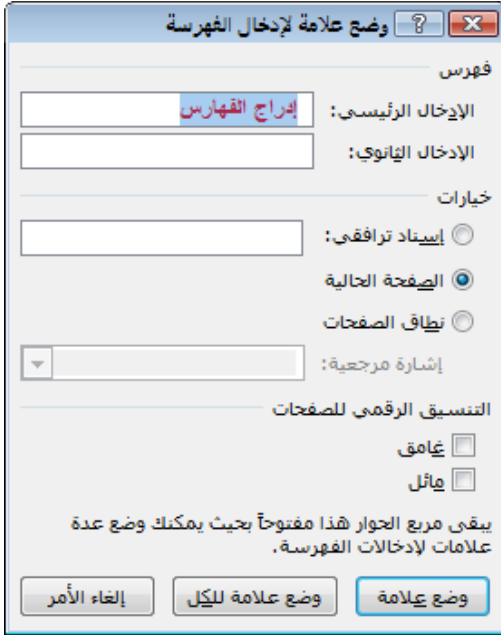 وضع علامة لإدخال الفهرسة
فهرس
الإدخال الرئيسي: إدراج الفهارس
الإدخال الثانوي:
خيارات
إسناد ترافقي:
الصفحة الحالية
نطاق الصفحات
إشارة مرجعية:
التنسيق الرقمي للصفحات
غامق
مائل
يبقى مربع الحوار هذا مفتوحاً بحيث يمكنك وضع عدة
علامات لإدخالات الفهرسة.
وضع علامة وضع علامة للكل إلغاء الأمر